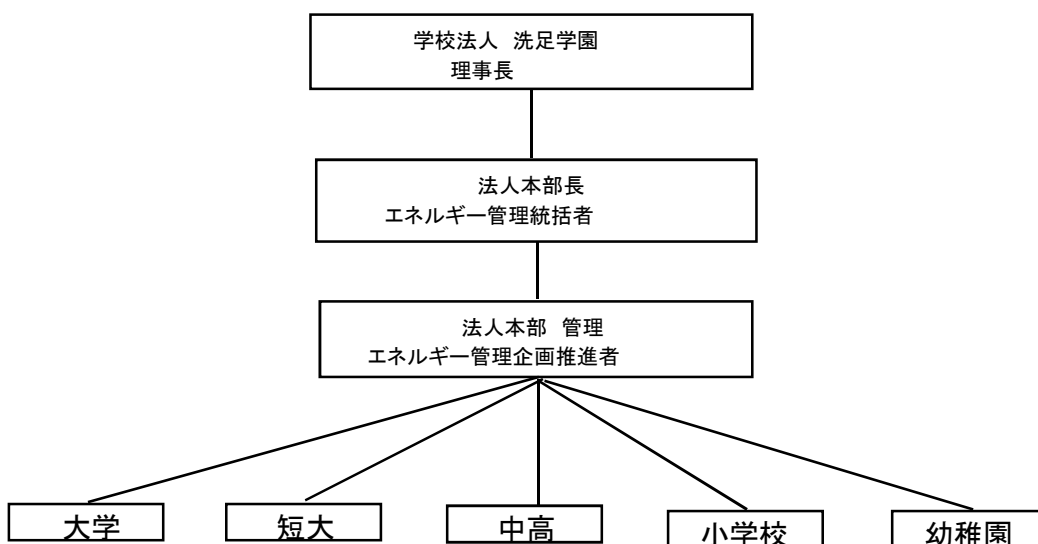 学校法人 洗足学園
理事長
法人本部長
エネルギー管理統括者
法人本部 管理
エネルギー管理企画推進者
大学
短大
中高
小学校
幼稚園